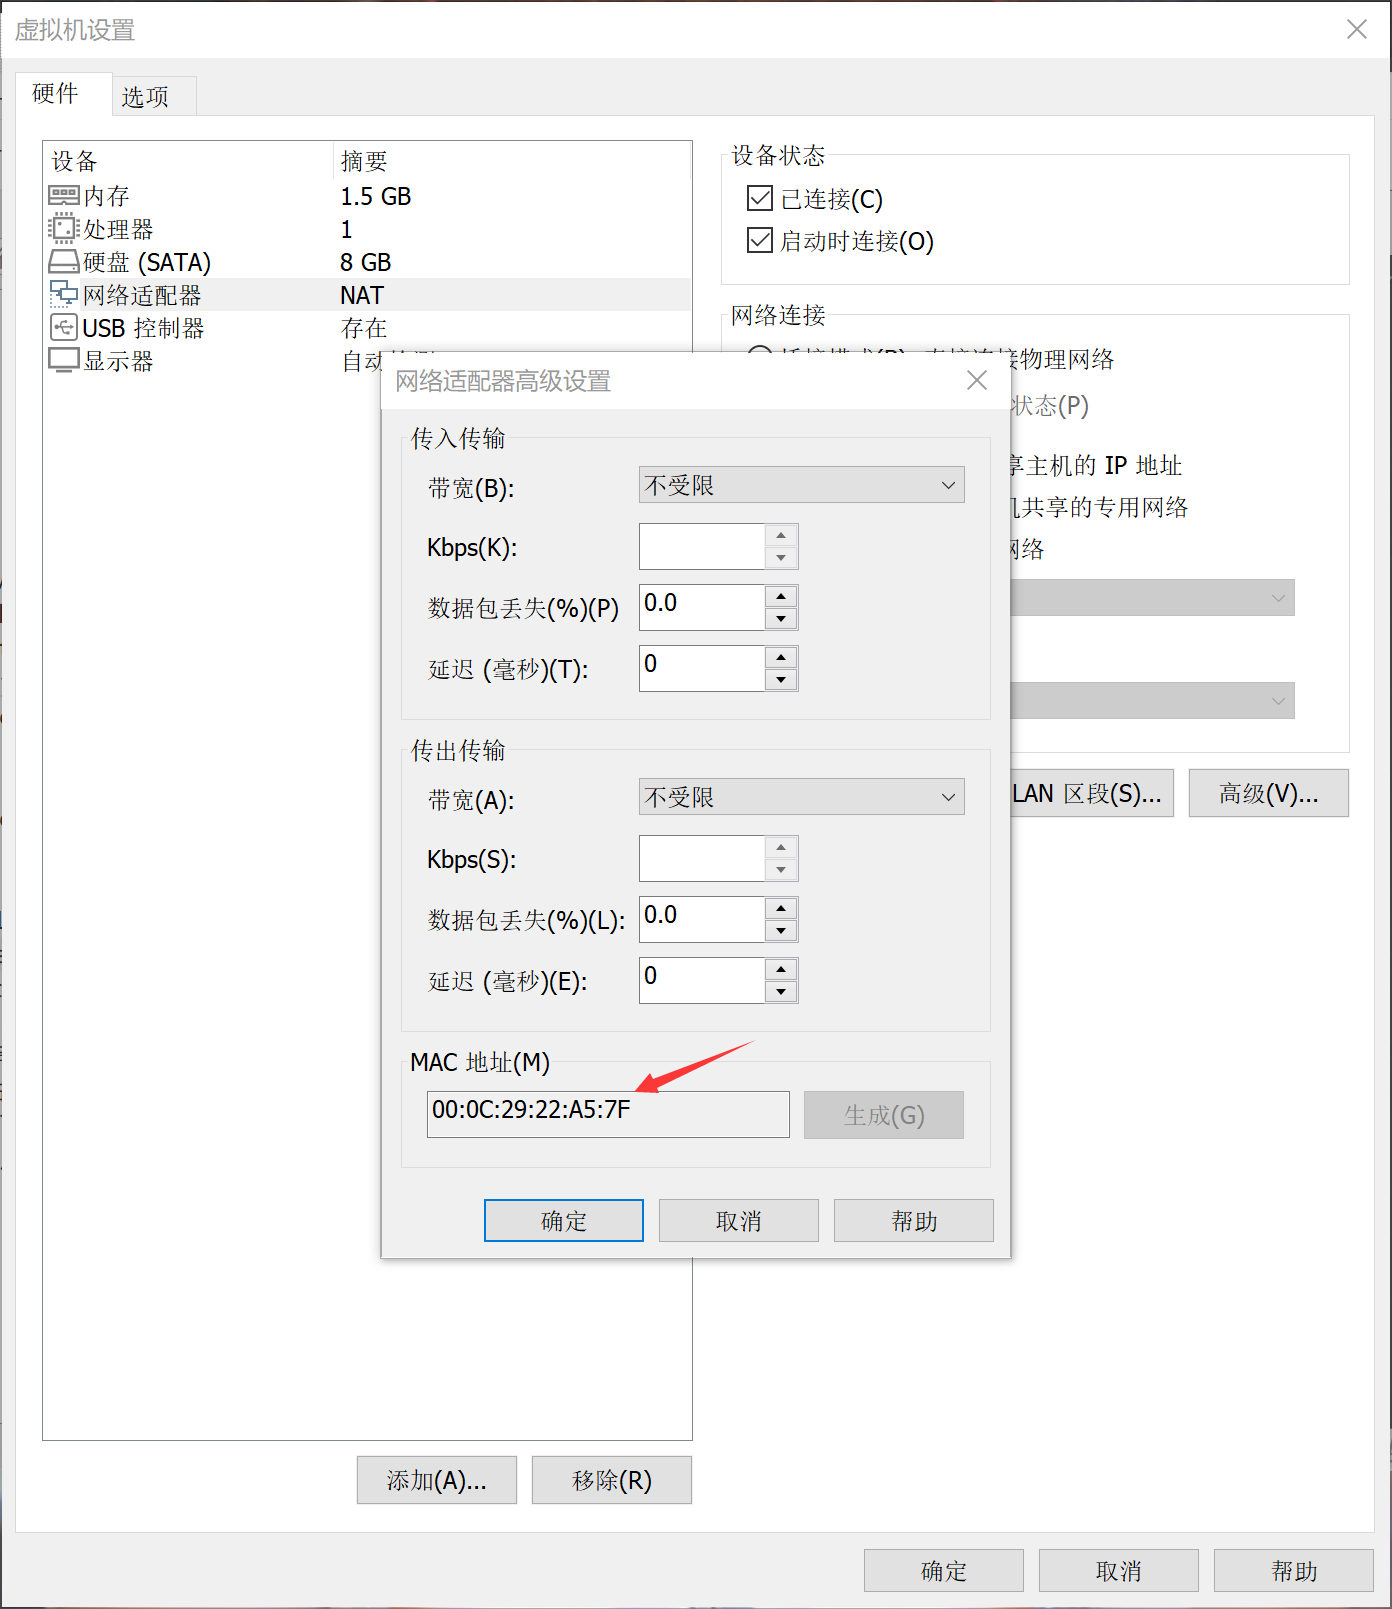 虚拟机设置
硬件
选项
设备
摘要
内存
1.5 GB
处理器
1
硬盘 (SATA)
8 GB
网络适配器
NAT
USB 控制器
存在
显示器
自动
设备状态
已连接(C)
启动时连接(O)
网络连接
物理网络
状态(P)
享主机的 IP 地址
机共享的专用网络
网络
LAN 区段(S)...
高级(V)...
网络适配器高级设置
传入传输
带宽(B):
不受限
Kbps(K):
数据包丢失(%)(P)
0.0
延迟 (毫秒)(T):
0
传出传输
带宽(A):
不受限
Kbps(S):
数据包丢失(%)(L):
0.0
延迟 (毫秒)(E):
0
MAC 地址(M)
00:0C:29:22:A5:7F
生成(G)
确定
取消
帮助
添加(A)...
移除(R)
确定
取消
帮助